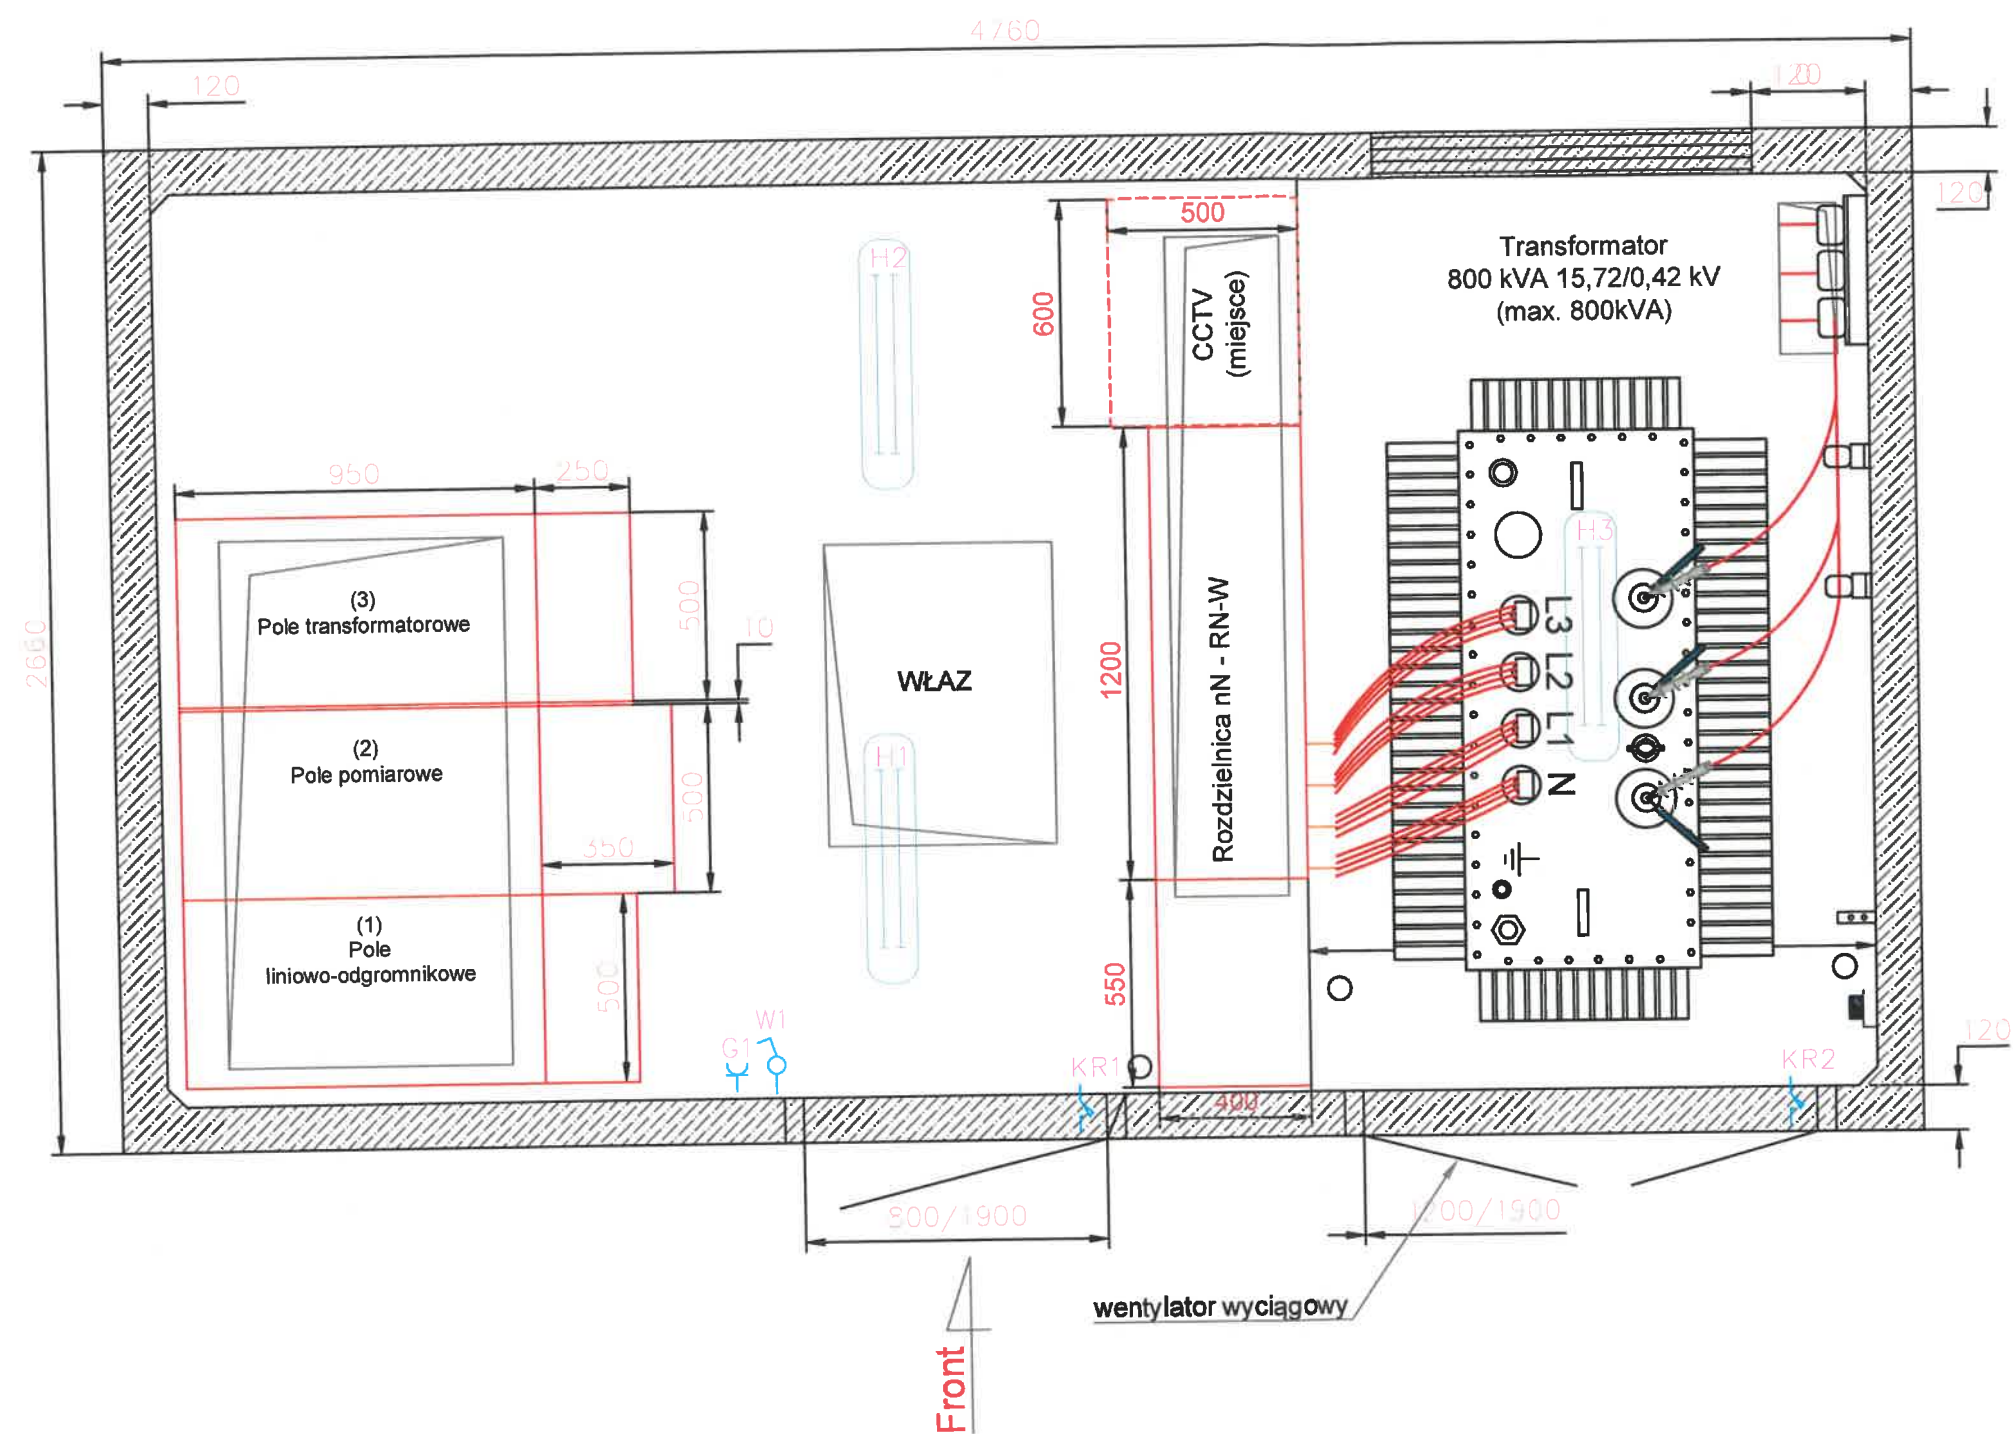 4760
120
120
120
2660
500
600
CCTV
(miejsce)
Transformator
800 kVA 15,72/0,42 kV
(max. 800kVA)
H2
950
250
500
10
(3)
Pole transformatorowe
(2)
Pole pomiarowe
350
500
(1)
Pole
liniowo-odgromnikowe
500
WŁAZ
H1
1200
Rozdzielnica nN - RN-W
550
400
H3
L3
L2
L1
N
G1
W1
KR1
KR2
120
800/1900
1200/1900
wentylator wyciągowy
Front